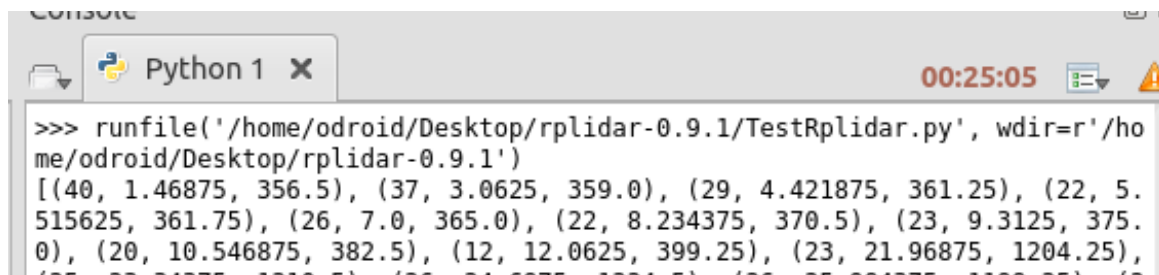 Console
Python 1
00:25:05
>>> runfile('/home/odroid/Desktop/rplidar-0.9.1/TestRplidar.py', wdir=r'/ho
me/odroid/Desktop/rplidar-0.9.1')
[(40, 1.46875, 356.5), (37, 3.0625, 359.0), (29, 4.421875, 361.25), (22, 5.
515625, 361.75), (26, 7.0, 365.0), (22, 8.234375, 370.5), (23, 9.3125, 375.
0), (20, 10.546875, 382.5), (12, 12.0625, 399.25), (23, 21.96875, 1204.25),